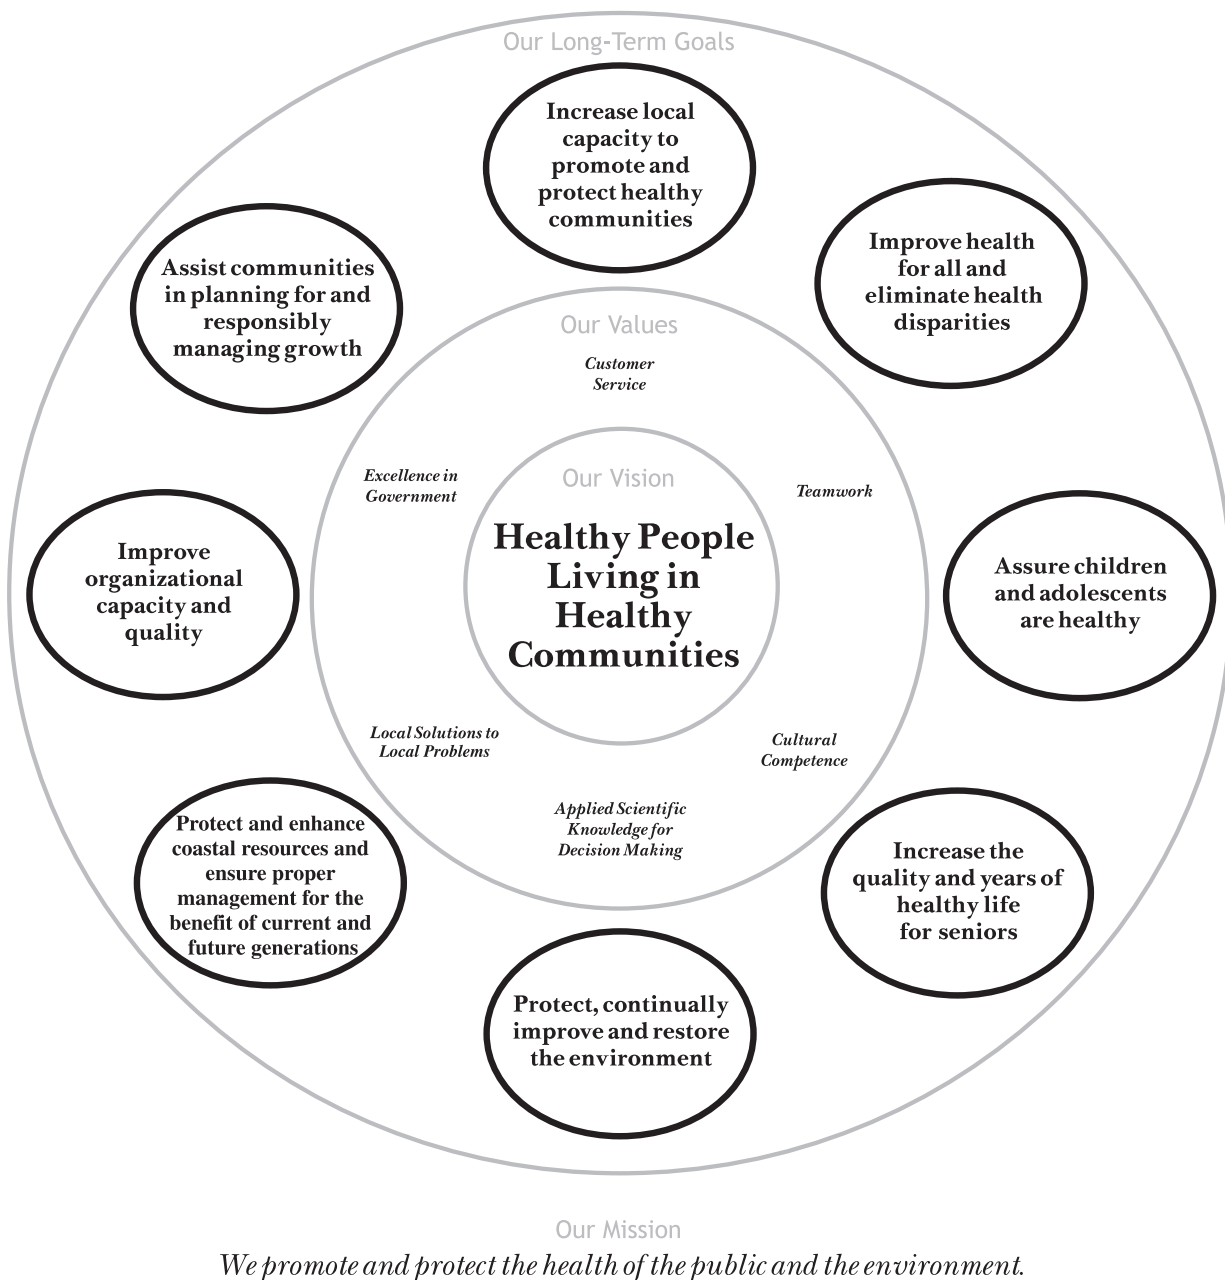 Our Long-Term Goals
Increase local
capacity to
promote and
protect healthy
communities
Improve health
for all and
eliminate health
disparities
Assure children
and adolescents
are healthy
Increase the
quality and years of
healthy life
for seniors
Protect, continually
improve and restore
the environment
Protect and enhance
coastal resources and
ensure proper
management for the
benefit of current and
future generations
Improve
organizational
capacity and
quality
Assist communities
in planning for and
responsibly
managing growth
Our Values
Customer
Service
Teamwork
Cultural
Competence
Applied Scientific
Knowledge for
Decision Making
Local Solutions to
Local Problems
Excellence in
Government
Our Vision
Healthy People
Living in
Healthy
Communities
Our Mission
We promote and protect the health of the public and the environment.